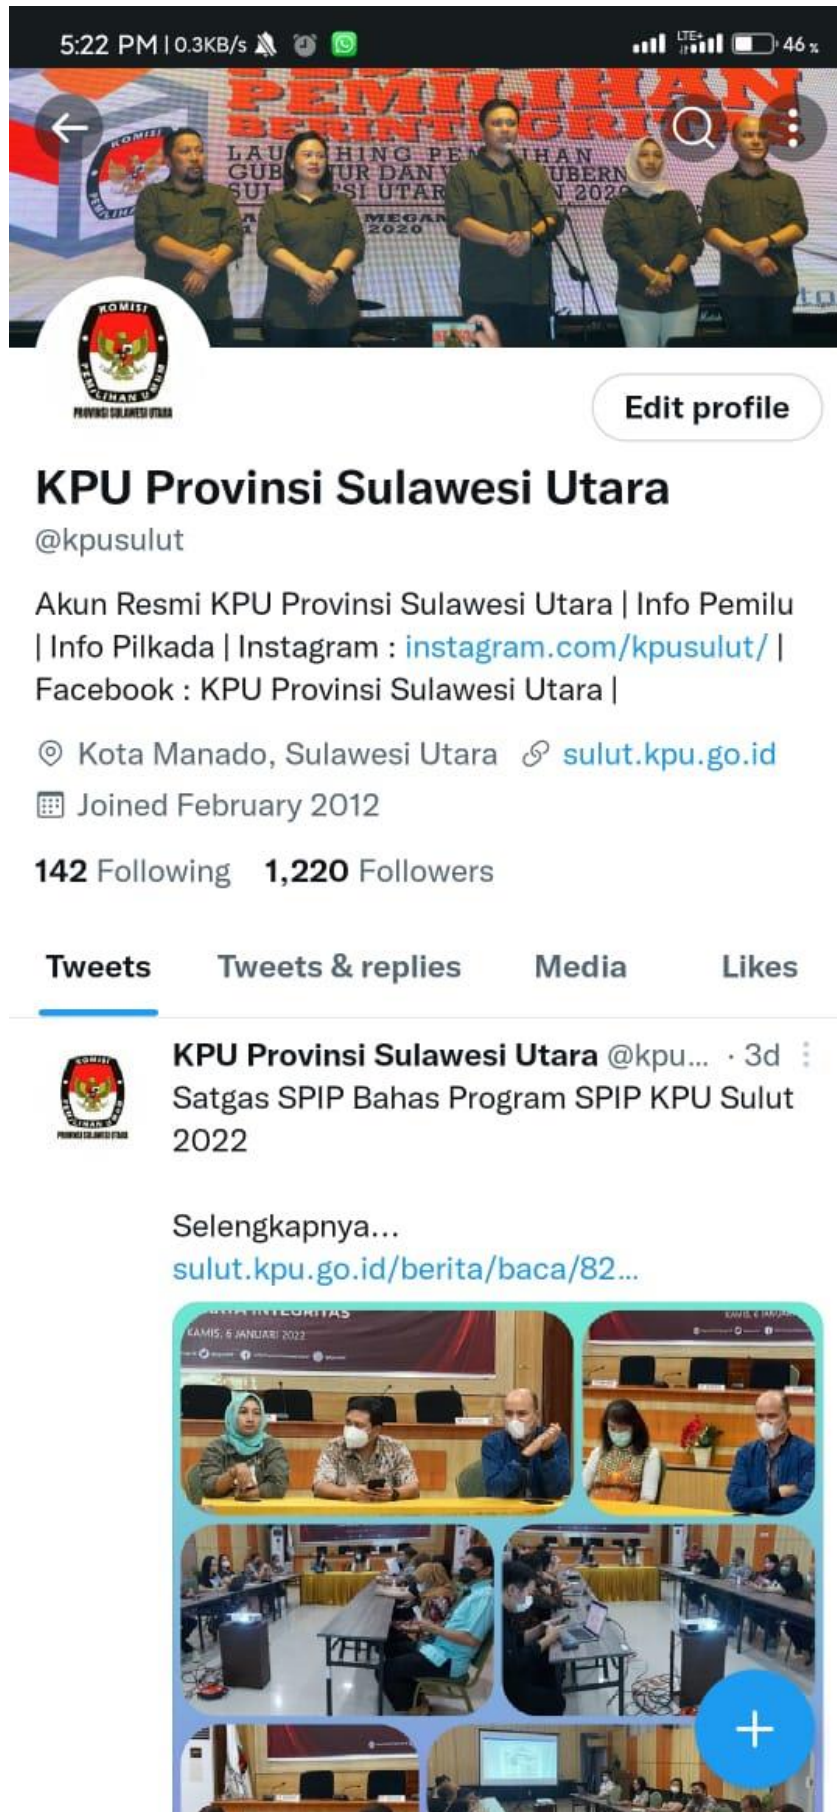 5:22 PM | 0.3KB/s
LTE+
46 %
PEMILIHAN
KPU Provinsi Sulawesi Utara
@kpusulut
Edit profile
KOMISI
PEMILIHAN UMUM
PROVINSI SULAWESI UTARA
Akun Resmi KPU Provinsi Sulawesi Utara | Info Pemilu
| Info Pilkada | Instagram : instagram.com/kpusulut/ |
Facebook : KPU Provinsi Sulawesi Utara |
Kota Manado, Sulawesi Utara sulut.kpu.go.id
Joined February 2012
142 Following 1,220 Followers
Tweets Tweets & replies Media Likes
KPU Provinsi Sulawesi Utara @kpu... · 3d
Satgas SPIP Bahas Program SPIP KPU Sulut
2022
Selengkapnya...
sulut.kpu.go.id/berita/baca/82...
INTEGRITAS
KAMIS, 6 JANUARI 2022